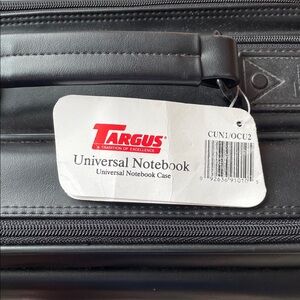 TARGUS
A TRADITION OF EXCELLENCE
Universal Notebook
Universal Notebook Case
CUN1/OCU2